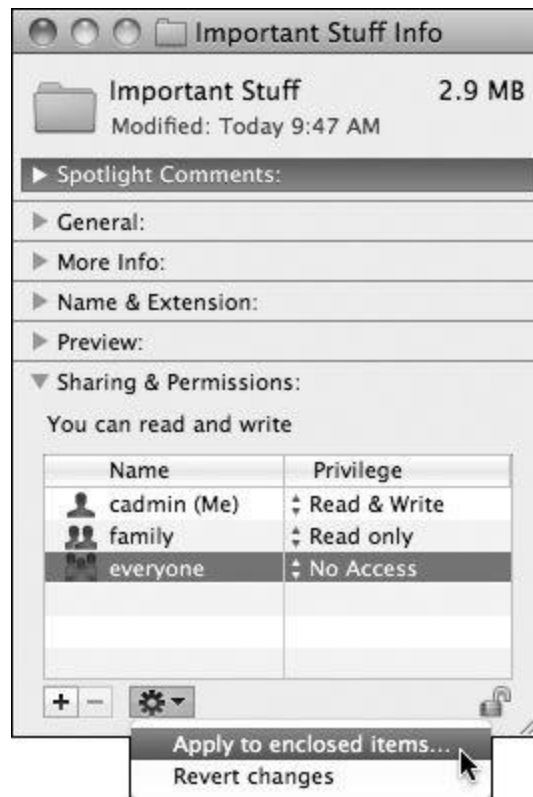 Important Stuff Info
Important Stuff 2.9 MB
Modified: Today 9:47 AM
Spotlight Comments:
General:
More Info:
Name & Extension:
Preview:
Sharing & Permissions:
You can read and write
Name Privilege
cadmin (Me) Read & Write
family Read only
everyone No Access
Apply to enclosed items...
Revert changes